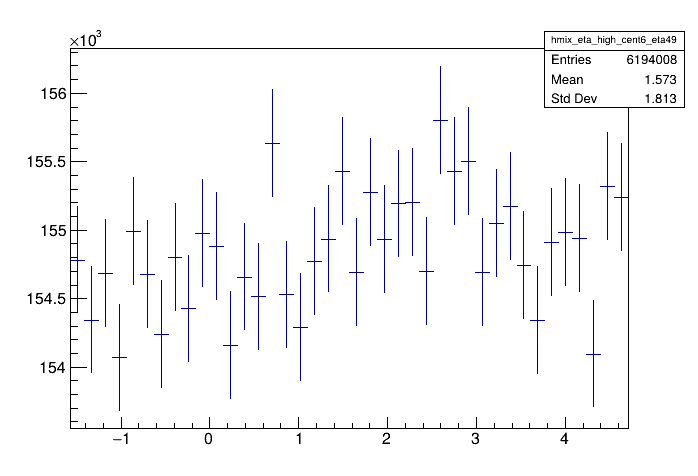 ×10³
hmix_eta_high_cent6_eta49
Entries 6194008
Mean 1.573
Std Dev 1.813
156
155.5
155
154.5
154
−1 0 1 2 3 4